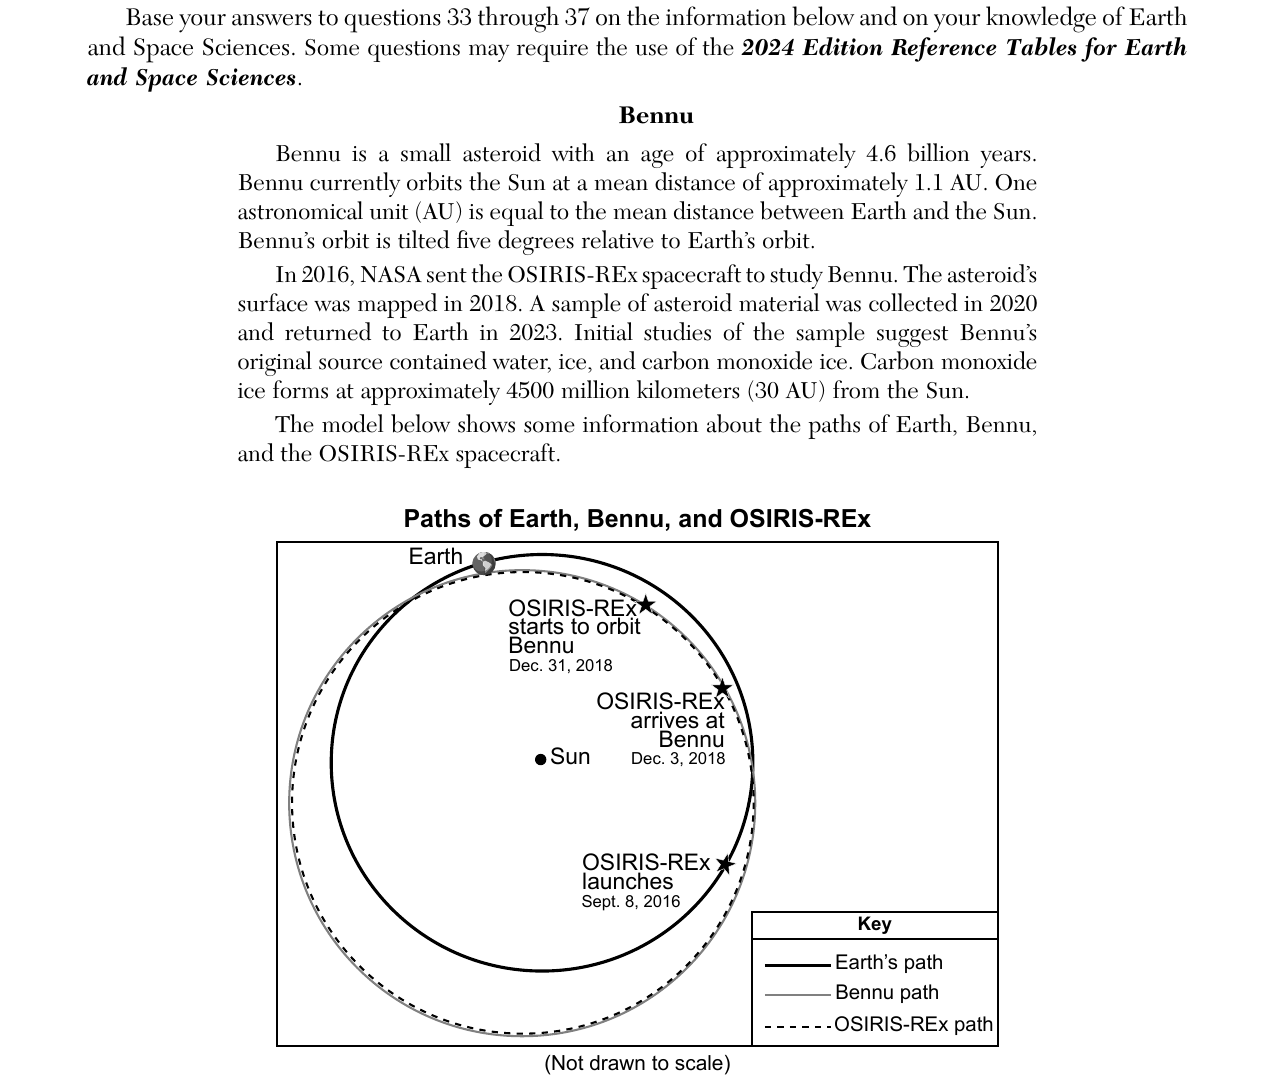 Base your answers to questions 33 through 37 on the information below and on your knowledge of Earth
and Space Sciences. Some questions may require the use of the 2024 Edition Reference Tables for Earth
and Space Sciences.
Bennu
Bennu is a small asteroid with an age of approximately 4.6 billion years.
Bennu currently orbits the Sun at a mean distance of approximately 1.1 AU. One
astronomical unit (AU) is equal to the mean distance between Earth and the Sun.
Bennu's orbit is tilted five degrees relative to Earth's orbit.
In 2016, NASA sent the OSIRIS-REx spacecraft to study Bennu. The asteroid's
surface was mapped in 2018. A sample of asteroid material was collected in 2020
and returned to Earth in 2023. Initial studies of the sample suggest Bennu's
original source contained water, ice, and carbon monoxide ice. Carbon monoxide
ice forms at approximately 4500 million kilometers (30 AU) from the Sun.
The model below shows some information about the paths of Earth, Bennu,
and the OSIRIS-REx spacecraft.
Paths of Earth, Bennu, and OSIRIS-REx
Earth
OSIRIS-REx
starts to orbit
Bennu
Dec. 31, 2018
OSIRIS-REx
arrives at
Bennu
Dec. 3, 2018
Sun
OSIRIS-REx
launches
Sept. 8, 2016
Key
Earth's path
Bennu path
OSIRIS-REx path
(Not drawn to scale)